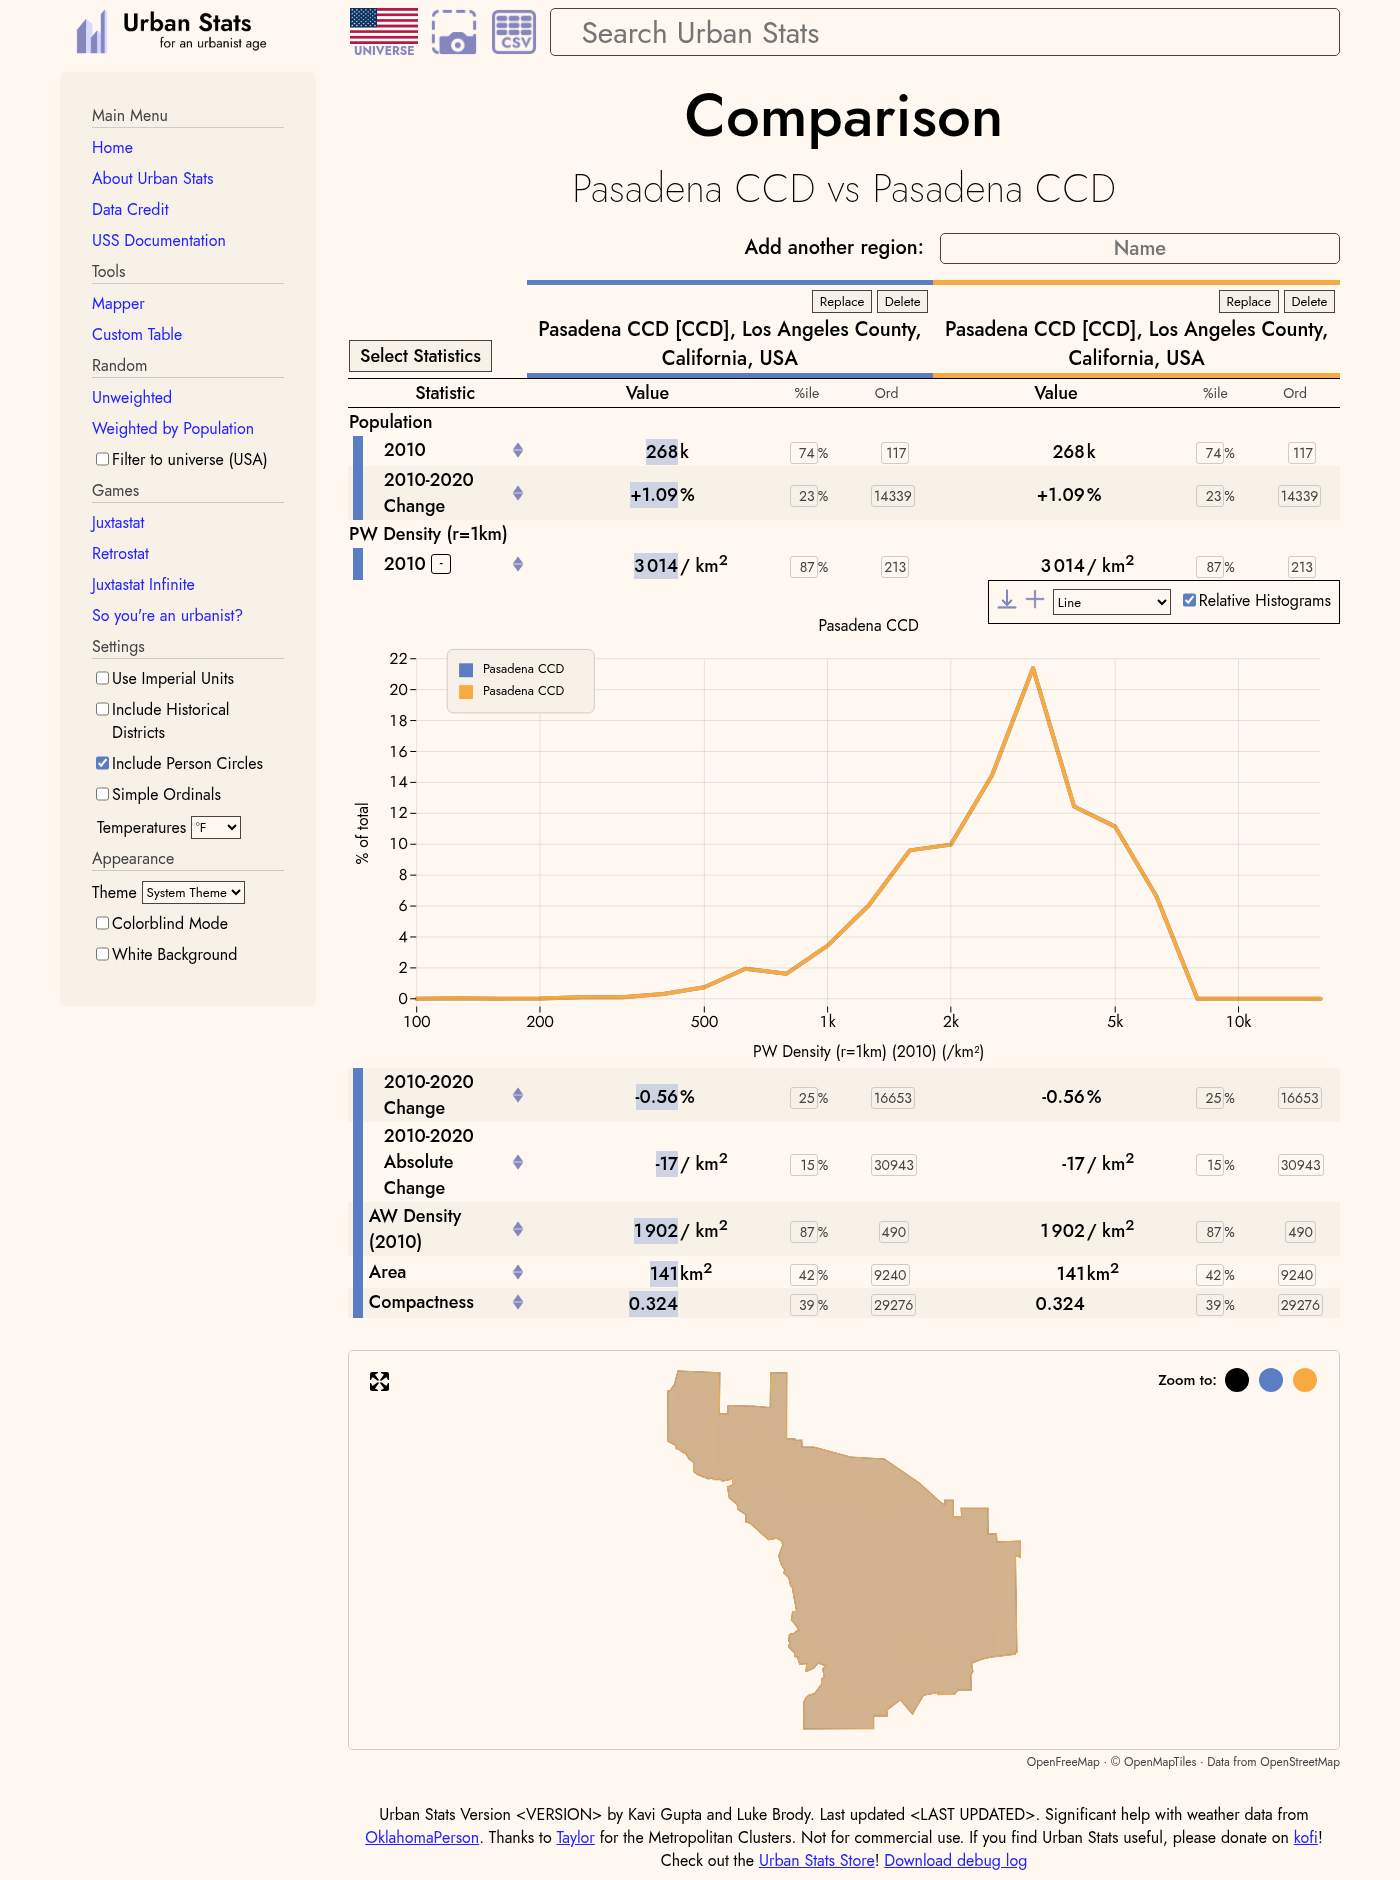 Urban Stats
for an urbanist age
UNIVERSE
CSV
Search Urban Stats
Main Menu
Home
About Urban Stats
Data Credit
USS Documentation
Tools
Mapper
Custom Table
Random
Unweighted
Weighted by Population
Filter to universe (USA)
Games
Juxtastat
Retrostat
Juxtastat Infinite
So you're an urbanist?
Settings
Use Imperial Units
Include Historical
Districts
Include Person Circles
Simple Ordinals
Temperatures °F
Appearance
Theme System Theme
Colorblind Mode
White Background
Comparison
Pasadena CCD vs Pasadena CCD
Add another region: Name
Replace Delete Replace Delete
Pasadena CCD [CCD], Los Angeles County, Pasadena CCD [CCD], Los Angeles County,
Select Statistics California, USA California, USA
Statistic Value %ile Ord Value %ile Ord
Population
2010 268k 74% 117 268k 74% 117
2010-2020
Change +1.09% 23% 14339 +1.09% 23% 14339
PW Density (r=1km)
2010 - 3 014 / km² 87% 213 3 014 / km² 87% 213
Line Relative Histograms
Pasadena CCD
Pasadena CCD
Pasadena CCD
22
20
18
16
14
12
10
8
6
4
2
0
% of total
100 200 500 1k 2k 5k 10k
PW Density (r=1km) (2010) (/km²)
2010-2020
Change -0.56% 25% 16653 -0.56% 25% 16653
2010-2020
Absolute -17 / km² 15% 30943 -17 / km² 15% 30943
Change
AW Density
(2010) 1 902 / km² 87% 490 1 902 / km² 87% 490
Area 141 km² 42% 9240 141 km² 42% 9240
Compactness 0.324 39% 29276 0.324 39% 29276
Zoom to:
OpenFreeMap · © OpenMapTiles · Data from OpenStreetMap
Urban Stats Version <VERSION> by Kavi Gupta and Luke Brody. Last updated <LAST UPDATED>. Significant help with weather data from
OklahomaPerson. Thanks to Taylor for the Metropolitan Clusters. Not for commercial use. If you find Urban Stats useful, please donate on kofi!
Check out the Urban Stats Store! Download debug log